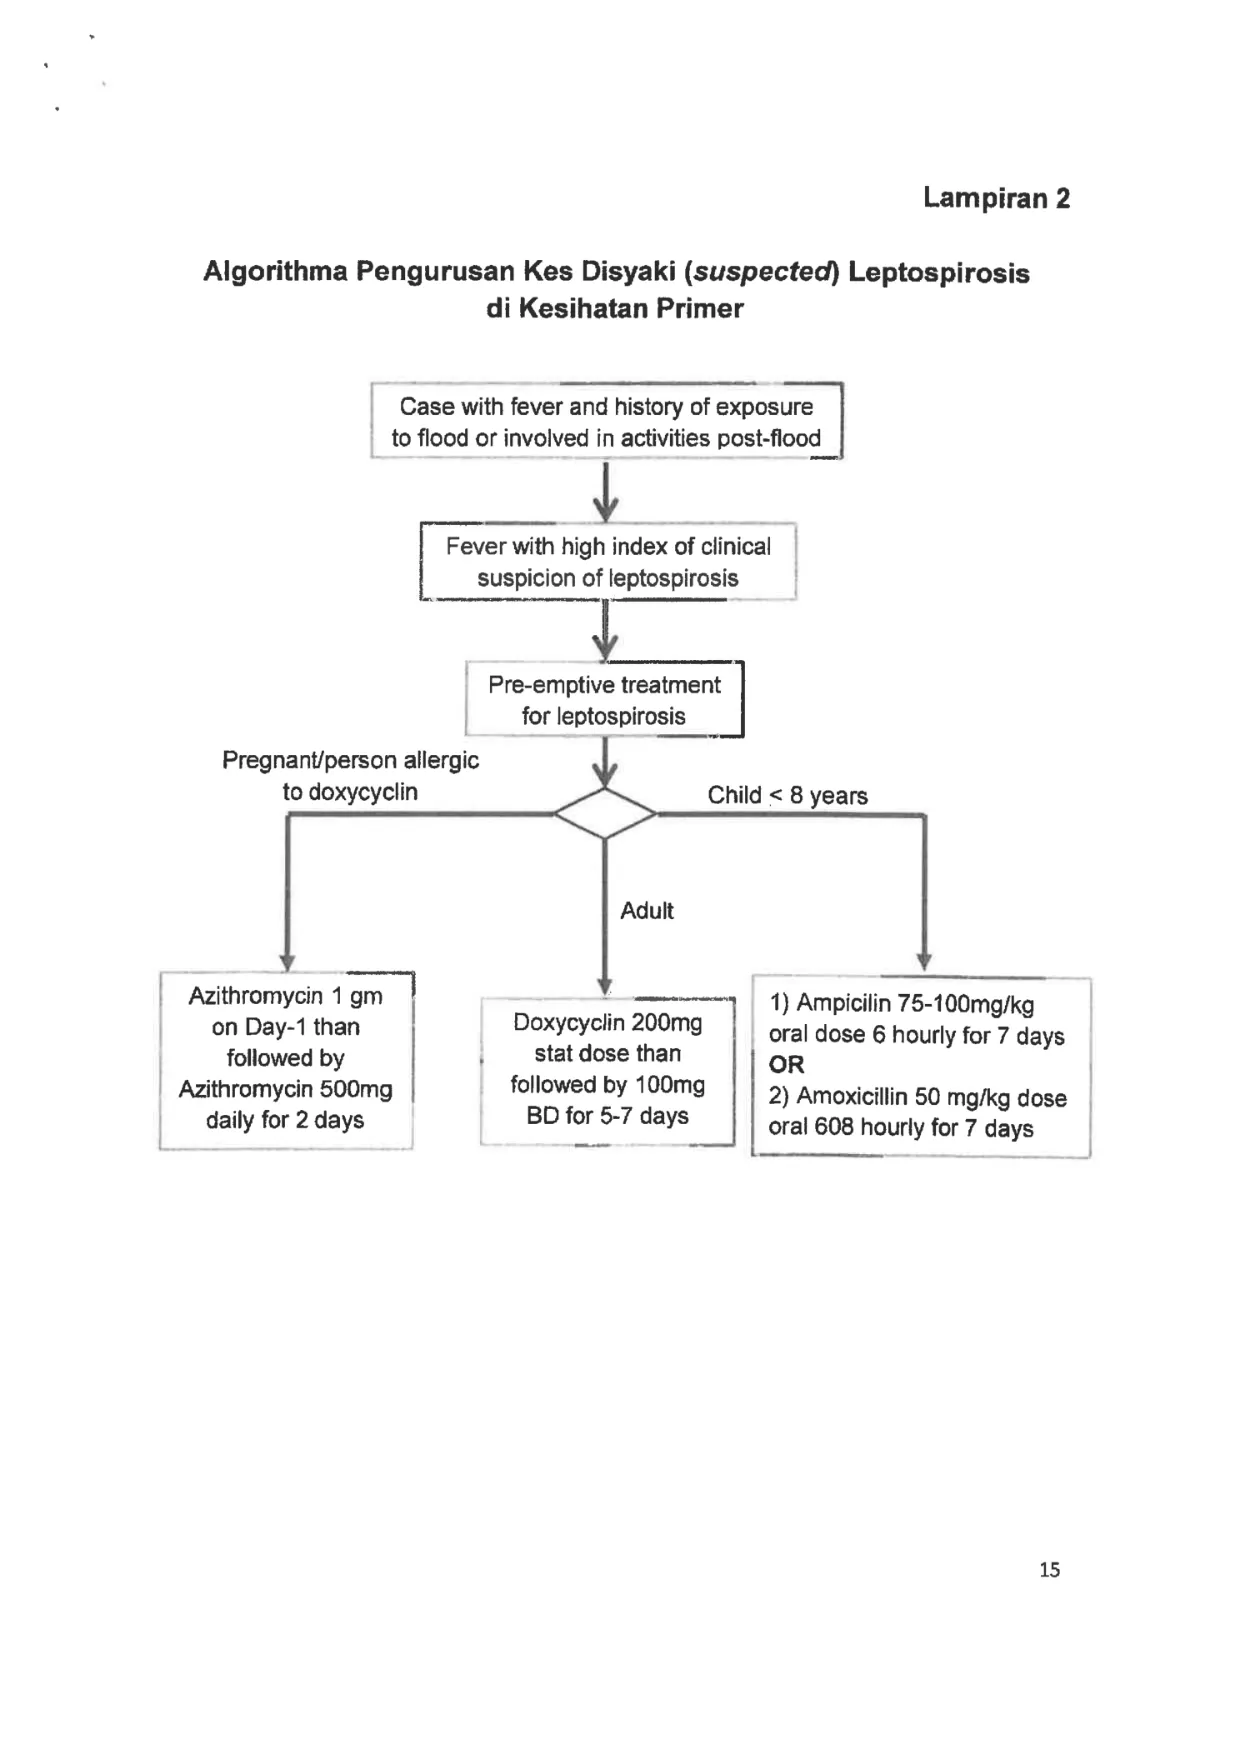 Lampiran 2
Algorithma Pengurusan Kes Disyaki (suspected) Leptospirosis
di Kesihatan Primer
Case with fever and history of exposure
to flood or involved in activities post-flood
Fever with high index of clinical
suspicion of leptospirosis
Pre-emptive treatment
for leptospirosis
Pregnant/person allergic
to doxycyclin
Child < 8 years
Adult
Azithromycin 1 gm
on Day-1 than
followed by
Azithromycin 500mg
daily for 2 days
Doxycyclin 200mg
stat dose than
followed by 100mg
BD for 5-7 days
1) Ampicilin 75-100mg/kg
oral dose 6 hourly for 7 days
OR
2) Amoxicillin 50 mg/kg dose
oral 608 hourly for 7 days
15